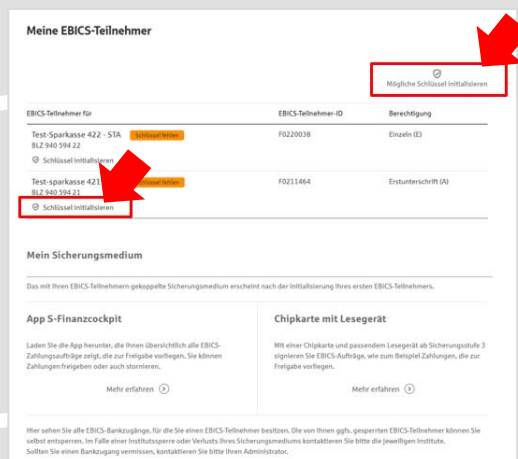 Meine EBICS-Teilnehmer
Mögliche Schlüssel initialisieren
EBICS-Teilnehmer für EBICS-Teilnehmer-ID Berechtigung
Test-Sparkasse 422 - STA Schlüssel fehlen F0220038 Einzeln (E)
BLZ 940 594 22
Schlüssel initialisieren
Test-sparkasse 421 Schlüssel fehlen F0211464 Erstunterschrift (A)
BLZ 940 594 21
Schlüssel initialisieren
Mein Sicherungsmedium
Das mit Ihren EBICS-Teilnehmern gekoppelte Sicherungsmedium erscheint nach der Initialisierung Ihres ersten EBICS-Teilnehmers.
App S-Finanzcockpit
Laden Sie die App herunter, die Ihnen übersichtlich alle EBICS-
Zahlungsaufträge zeigt, die zur Freigabe vorliegen. Sie können
Zahlungen freigeben oder auch stornieren.
Mehr erfahren
Chipkarte mit Lesegerät
Mit einer Chipkarte und passendem Lesegerät ab Sicherungsstufe 3
signieren Sie EBICS-Aufträge, wie zum Beispiel Zahlungen, die zur
Freigabe vorliegen.
Mehr erfahren
Hier sehen Sie alle EBICS-Bankzugänge, für die Sie einen EBICS-Teilnehmer besitzen. Die von Ihnen ggfs. gesperrten EBICS-Teilnehmer können Sie
selbst entsperren. Im Falle einer Institutssperre oder Verlusts Ihres Sicherungsmediums kontaktieren Sie bitte die jeweiligen Institute.
Sollten Sie einen Bankzugang vermissen, kontaktieren Sie bitte Ihren Administrator.